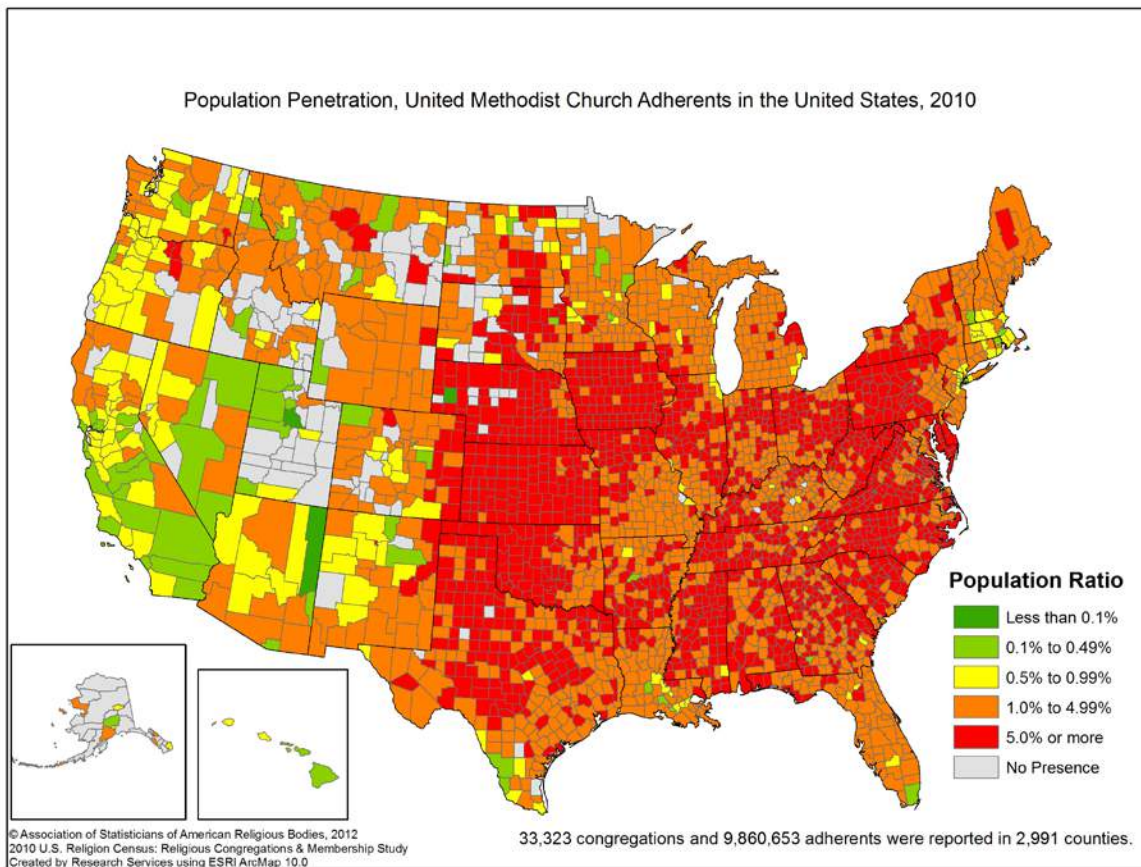 Population Penetration, United Methodist Church Adherents in the United States, 2010
Population Ratio
Less than 0.1%
0.1% to 0.49%
0.5% to 0.99%
1.0% to 4.99%
5.0% or more
No Presence
© Association of Statisticians of American Religious Bodies, 2012
2010 U.S. Religion Census: Religious Congregations & Membership Study
Created by Research Services using ESRI ArcMap 10.0
33,323 congregations and 9,860,653 adherents were reported in 2,991 counties.